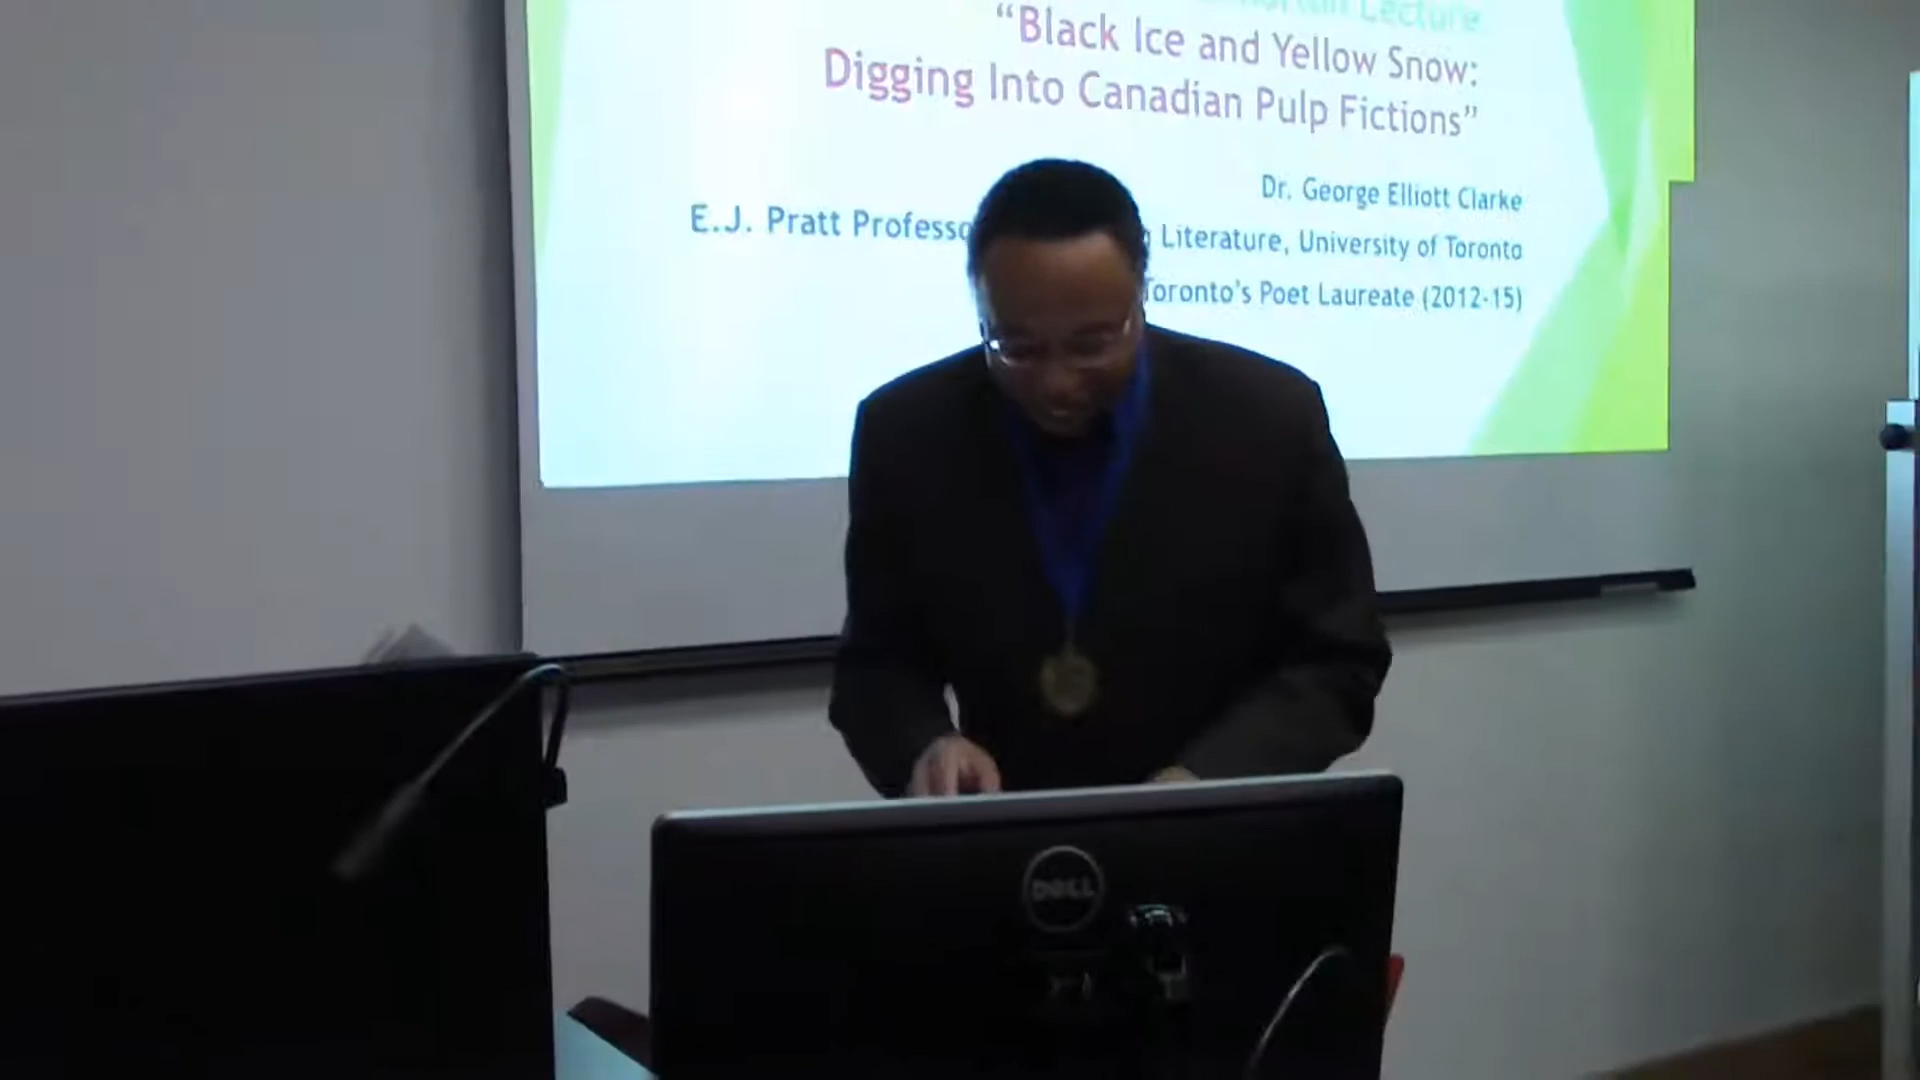 Lecture
“Black Ice and Yellow Snow:
Digging Into Canadian Pulp Fictions”
Dr. George Elliott Clarke
E.J. Pratt Literature, University of Toronto
Toronto's Poet Laureate (2012-15)
DELL